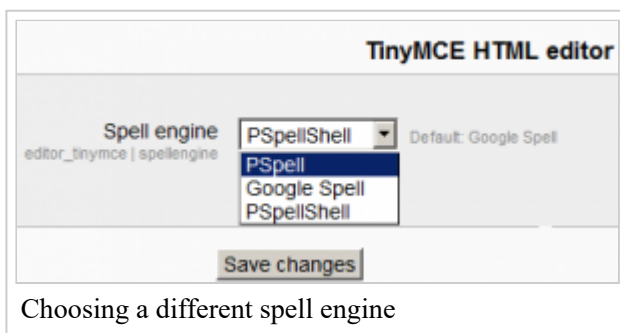 TinyMCE HTML editor
Spell engine PSpellShell Default: Google Spell
editor_tinymce | spellengine
PSpell
Google Spell
PSpellShell
Save changes
Choosing a different spell engine